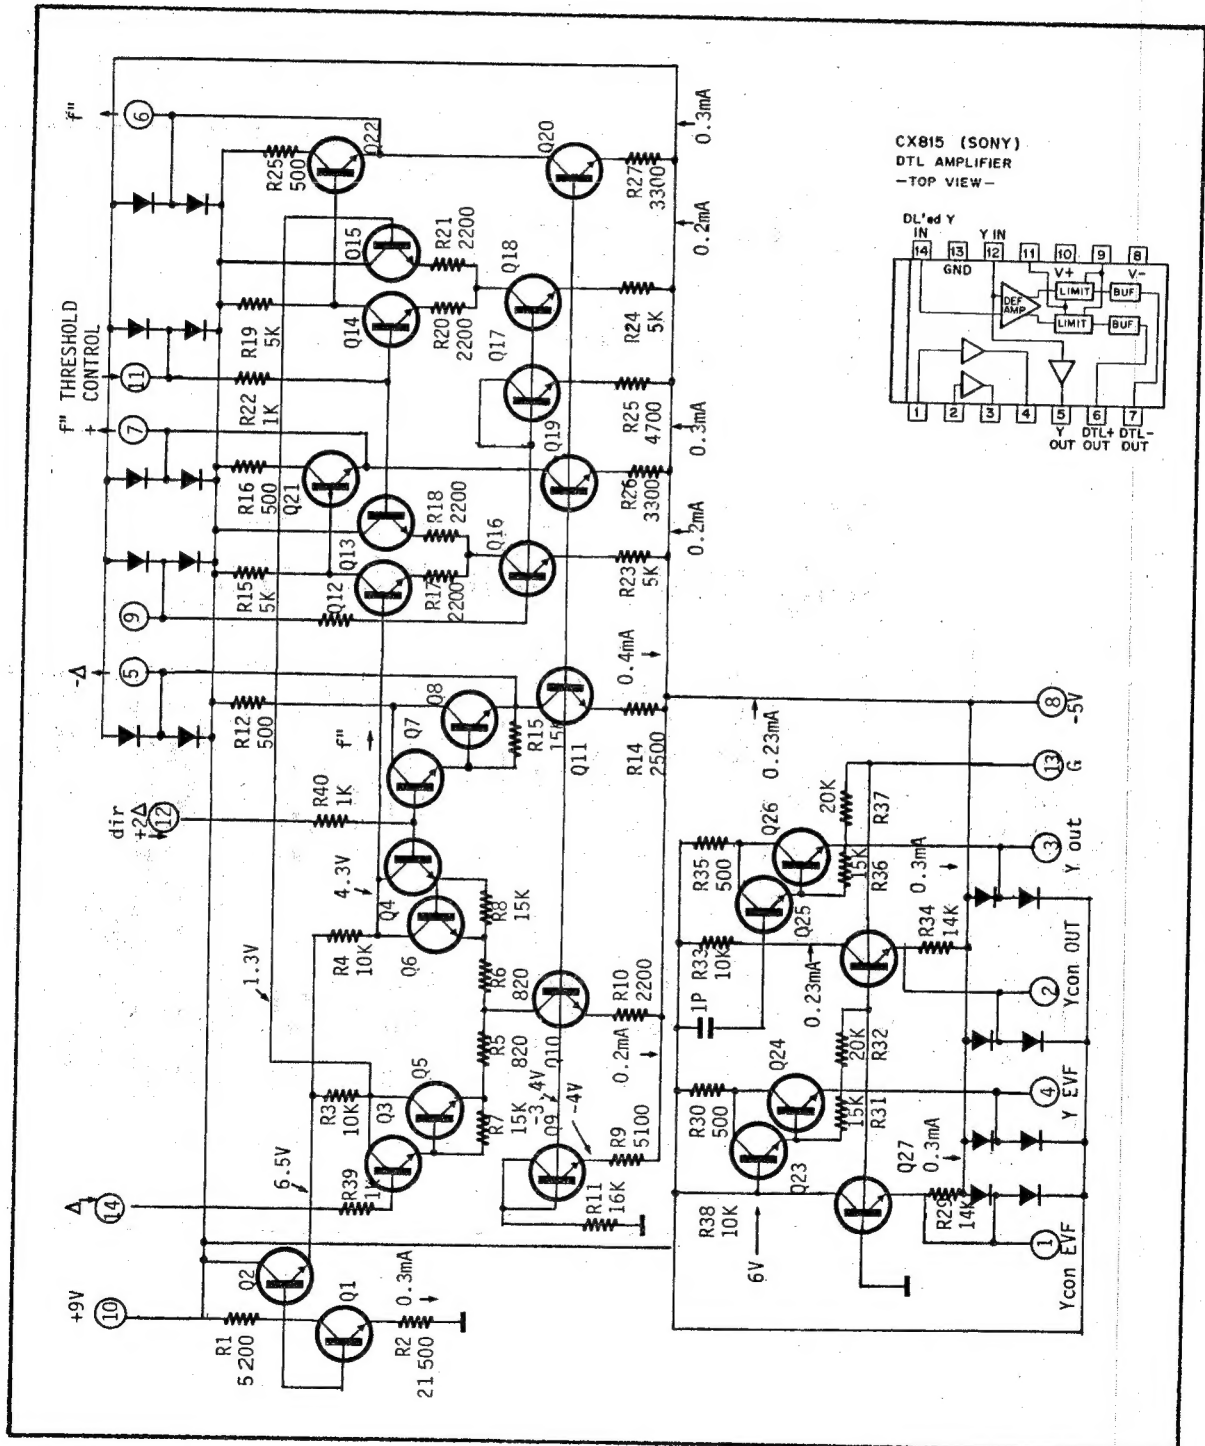 f"
6
f" THRESHOLD
CONTROL
11
+
7
9
-Δ
5
dir
+2Δ
12
Δ
14
+9V
10
R25
500
Q22
Q15
R21
2200
Q18
Q20
R27
3300
0.3mA
0.2mA
R19
5K
Q14
R20
2200
Q17
R24
5K
R22
1K
R25
4700
0.3mA
R16
500
Q21
Q13
R18
2200
Q19
R26
3300
Q16
0.2mA
R15
5K
Q12
R17
2200
R23
5K
0.4mA
R12
500
f"
Q7
Q8
R15
15K
Q11
R14
2500
R40
1K
4.3V
Q4
R8
15K
R4
10K
Q6
R6
820
1.3V
R5
820
Q10
R10
2200
0.2mA
R3
10K
Q3
Q5
R7
15K
-3.4V
Q9
-4V
R9
5100
6.5V
R39
1K
R11
16K
Q2
Q1
0.3mA
R1
5200
R2
21500
0.23mA
8
-5V
13
G
20K
R37
Q26
R35
500
15K
R36
0.3mA
3
Y out
Q25
R34
14K
R33
10K
0.23mA
1P
2
Ycon OUT
20K
R32
Q24
R30
500
15K
R31
4
Y EVF
Q27
0.3mA
Q23
R38
10K
R29
14K
6V
1
Ycon EVF
CX815 (SONY)
DTL AMPLIFIER
-TOP VIEW-
DL'ed Y
IN
Y IN
14 13 12 11 10 9 8
GND
V+
V-
DEF
AMP
LIMIT
BUF
LIMIT
BUF
1 2 3 4 5 6 7
Y
OUT
DTL+
OUT
DTL-
OUT